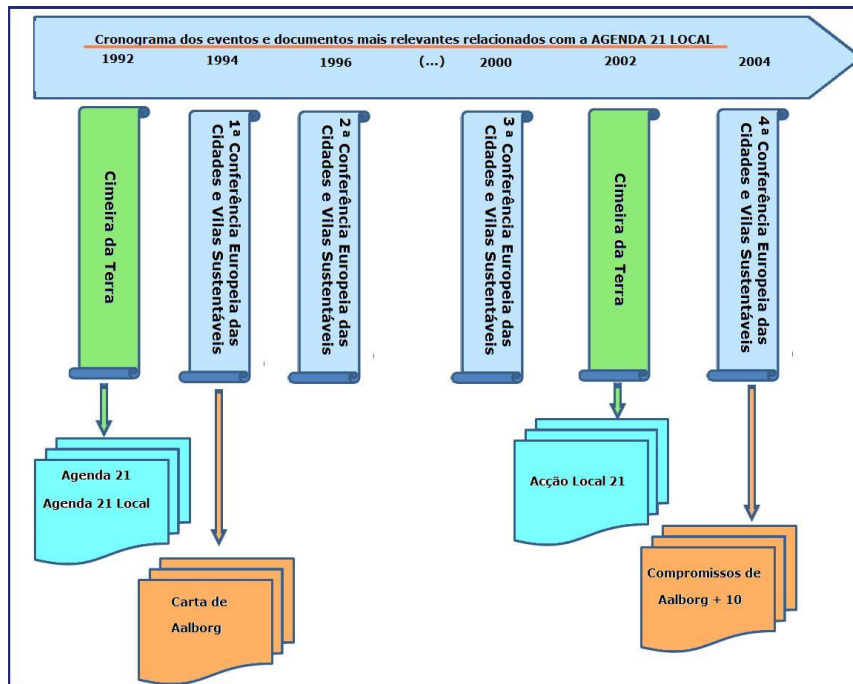 Cronograma dos eventos e documentos mais relevantes relacionados com a AGENDA 21 LOCAL
1992 1994 1996 (...) 2000 2002 2004
Cimeira da Terra
1ª Conferência Europeia das
Cidades e Vilas Sustentáveis
2ª Conferência Europeia das
Cidades e Vilas Sustentáveis
3ª Conferência Europeia das
Cidades e Vilas Sustentáveis
Cimeira da Terra
4ª Conferência Europeia das
Cidades e Vilas Sustentáveis
Agenda 21
Agenda 21 Local
Carta de
Aalborg
Acção Local 21
Compromissos de
Aalborg + 10